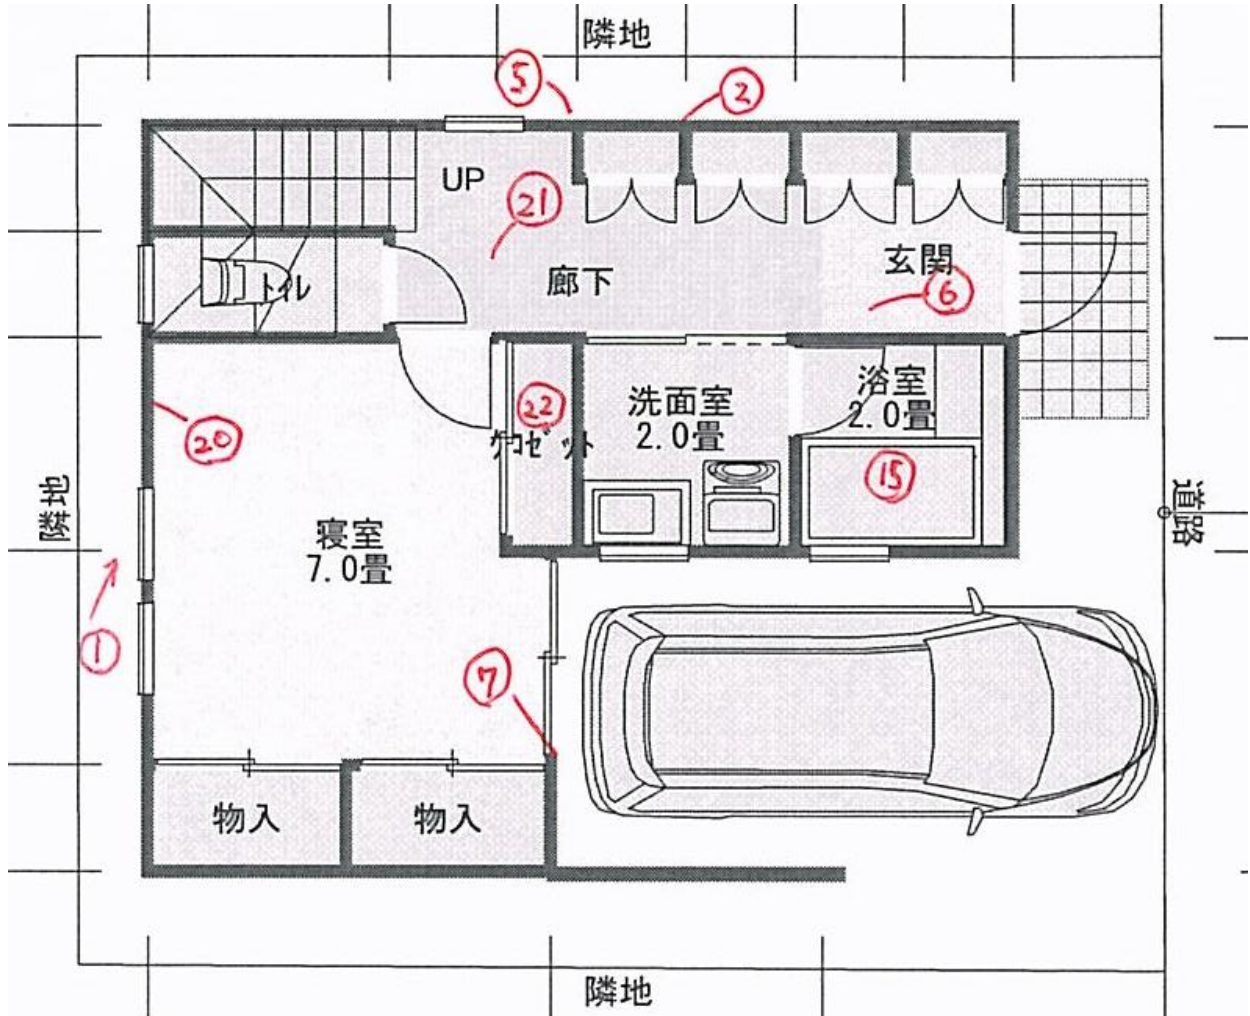 隣地
⑤
②
UP
㉑
玄関
廊下
⑥
トイレ
浴室
2.0畳
洗面室
2.0畳
㉒
クロゼット
⑳
⑮
隣地
道路
寝室
7.0畳
①
⑦
物入
物入
隣地